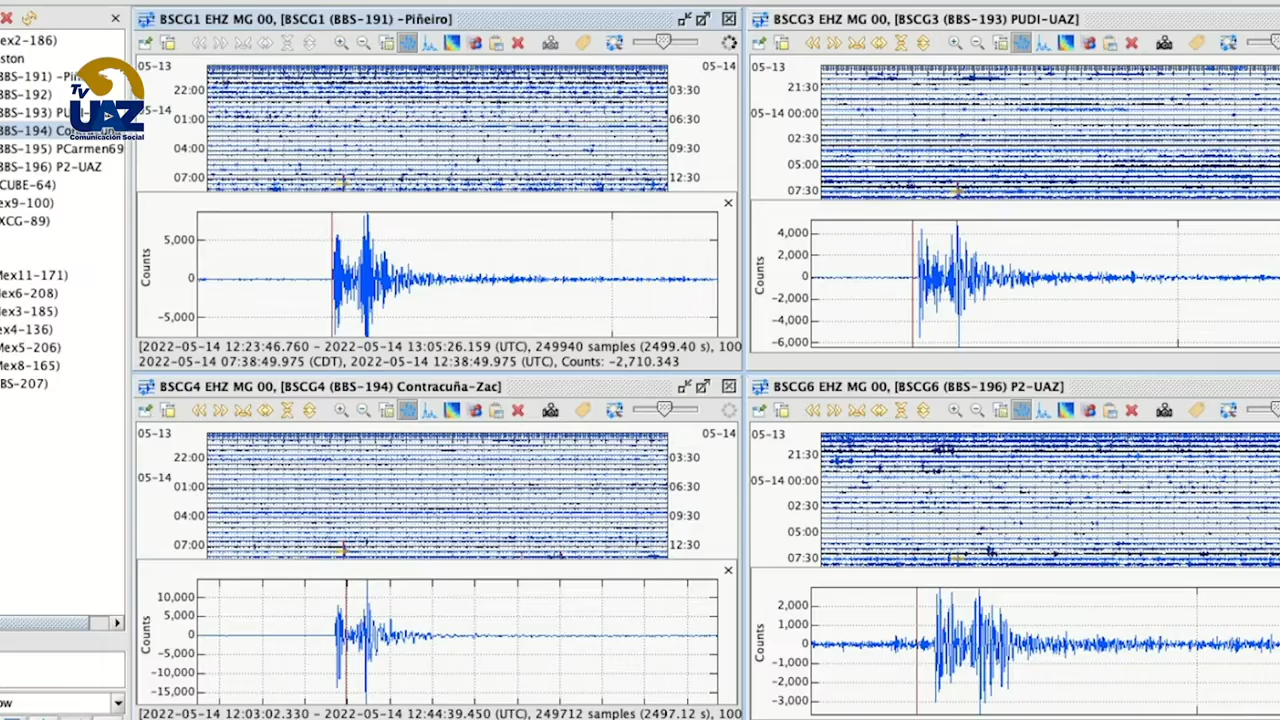 ex2-186)
ston
BBS-191) -Pi
BBS-192)
BBS-193) PU
BBS-194) Co
BBS-195) PCarmen69
BBS-196) P2-UAZ
CUBE-64)
ex9-100)
XCG-89)
Mex11-171)
Mex6-208)
Mex3-185)
ex4-136)
Mex5-206)
Mex8-165)
BS-207)
ow
TV
UAZ
Comunicación Social
BSCG1 EHZ MG 00, [BSCG1 (BBS-191) -Piñeiro]
05-13
05-14
22:00
03:30
05-14
01:00
06:30
04:00
09:30
07:00
12:30
Counts
5,000
0
-5,000
[2022-05-14 12:23:46.760 - 2022-05-14 13:05:26.159 (UTC), 249940 samples (2499.40 s), 100
2022-05-14 07:38:49.975 (CDT), 2022-05-14 12:38:49.975 (UTC), Counts: -2,710.343
BSCG3 EHZ MG 00, [BSCG3 (BBS-193) PUDI-UAZ]
05-13
21:30
05-14 00:00
02:30
05:00
07:30
Counts
4,000
2,000
0
-2,000
-4,000
-6,000
BSCG4 EHZ MG 00, [BSCG4 (BBS-194) Contracuña-Zac]
05-13
05-14
22:00
03:30
05-14
01:00
06:30
04:00
09:30
07:00
12:30
Counts
10,000
5,000
0
-5,000
-10,000
-15,000
[2022-05-14 12:03:02.330 - 2022-05-14 12:44:39.450 (UTC), 249712 samples (2497.12 s), 100
BSCG6 EHZ MG 00, [BSCG6 (BBS-196) P2-UAZ]
05-13
21:30
05-14 00:00
02:30
05:00
07:30
Counts
2,000
1,000
0
-1,000
-2,000
-3,000